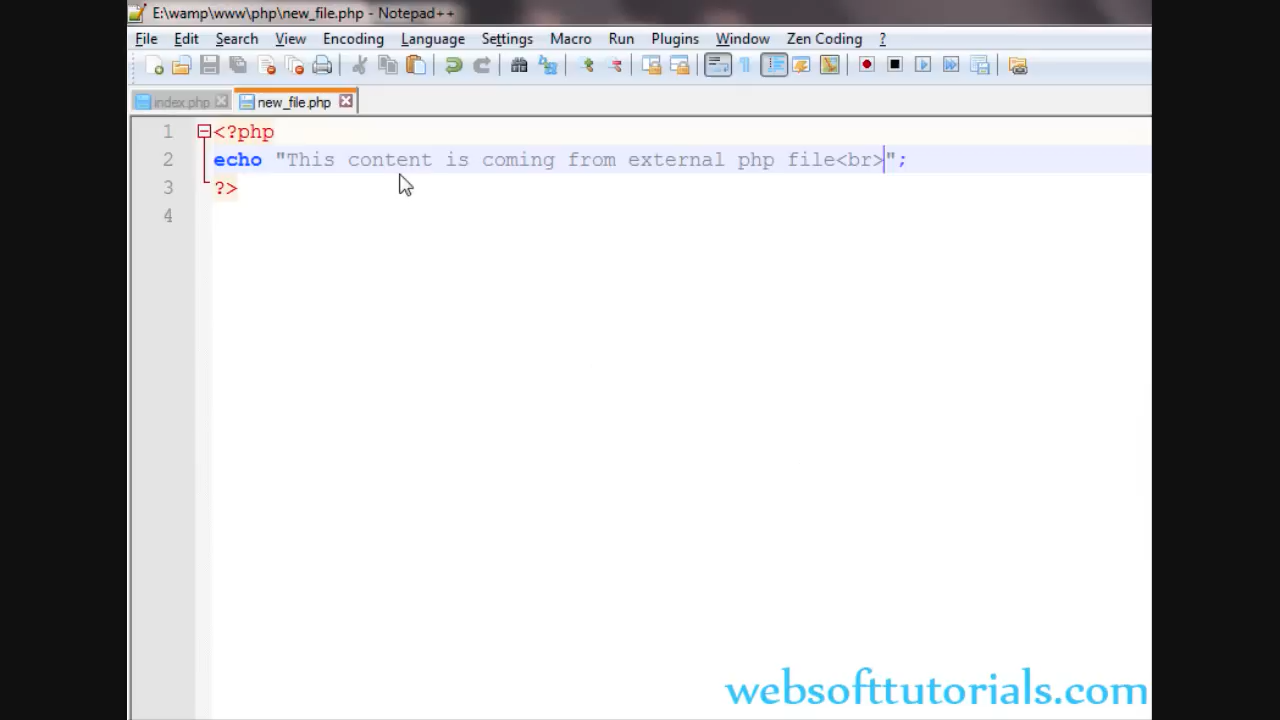 E:\wamp\www\php\new_file.php - Notepad++
File Edit Search View Encoding Language Settings Macro Run Plugins Window Zen Coding ?
index.php new_file.php
1 <?php
2 echo "This content is coming from external php file<br>";
3 ?>
4
websofttutorials.com